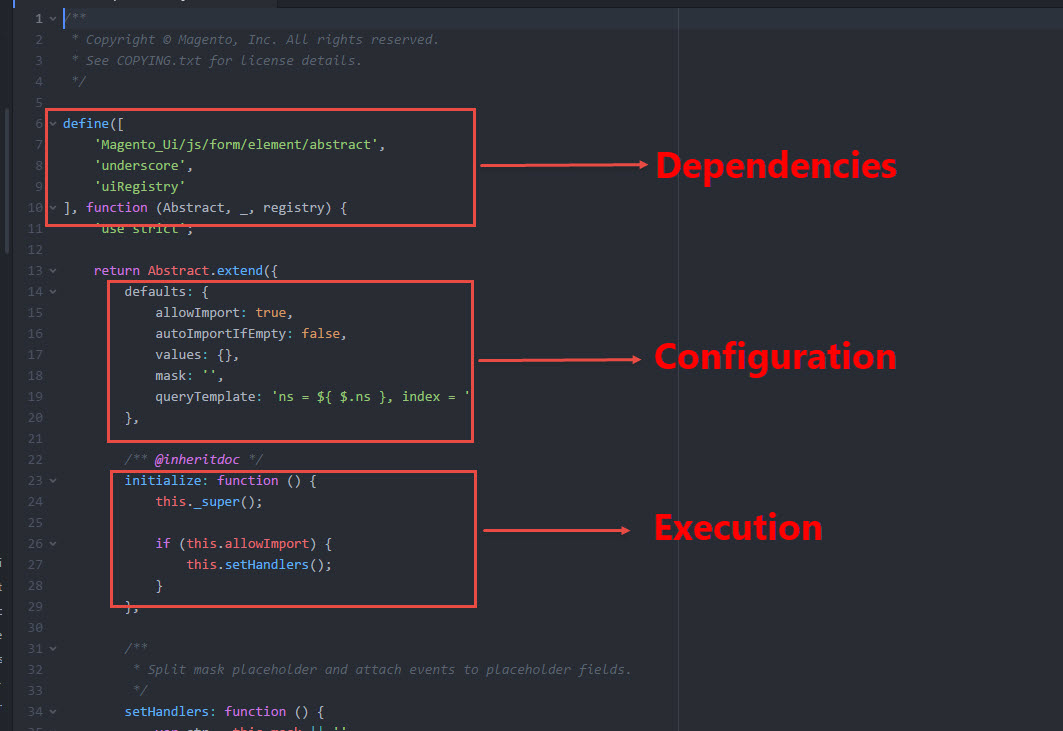 1 /**
2 * Copyright © Magento, Inc. All rights reserved.
3 * See COPYING.txt for license details.
4 */
5
6 define([
7 'Magento_Ui/js/form/element/abstract',
8 'underscore',
9 'uiRegistry'
10 ], function (Abstract, _, registry) {
Dependencies
11 'use strict';
12
13 return Abstract.extend({
14 defaults: {
15 allowImport: true,
16 autoImportIfEmpty: false,
17 values: {},
18 mask: '',
19 queryTemplate: 'ns = ${ $.ns }, index = '
20 },
Configuration
21
22 /** @inheritdoc */
23 initialize: function () {
24 this._super();
25
26 if (this.allowImport) {
27 this.setHandlers();
28 }
29 },
Execution
30
31 /**
32 * Split mask placeholder and attach events to placeholder fields.
33 */
34 setHandlers: function () {
35 var str = this.mask || ''